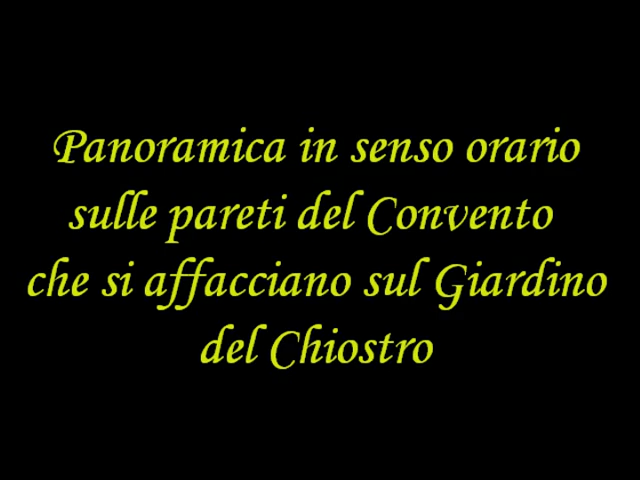 Panoramica in senso orario
sulle pareti del Convento
che si affacciano sul Giardino
del Chiostro